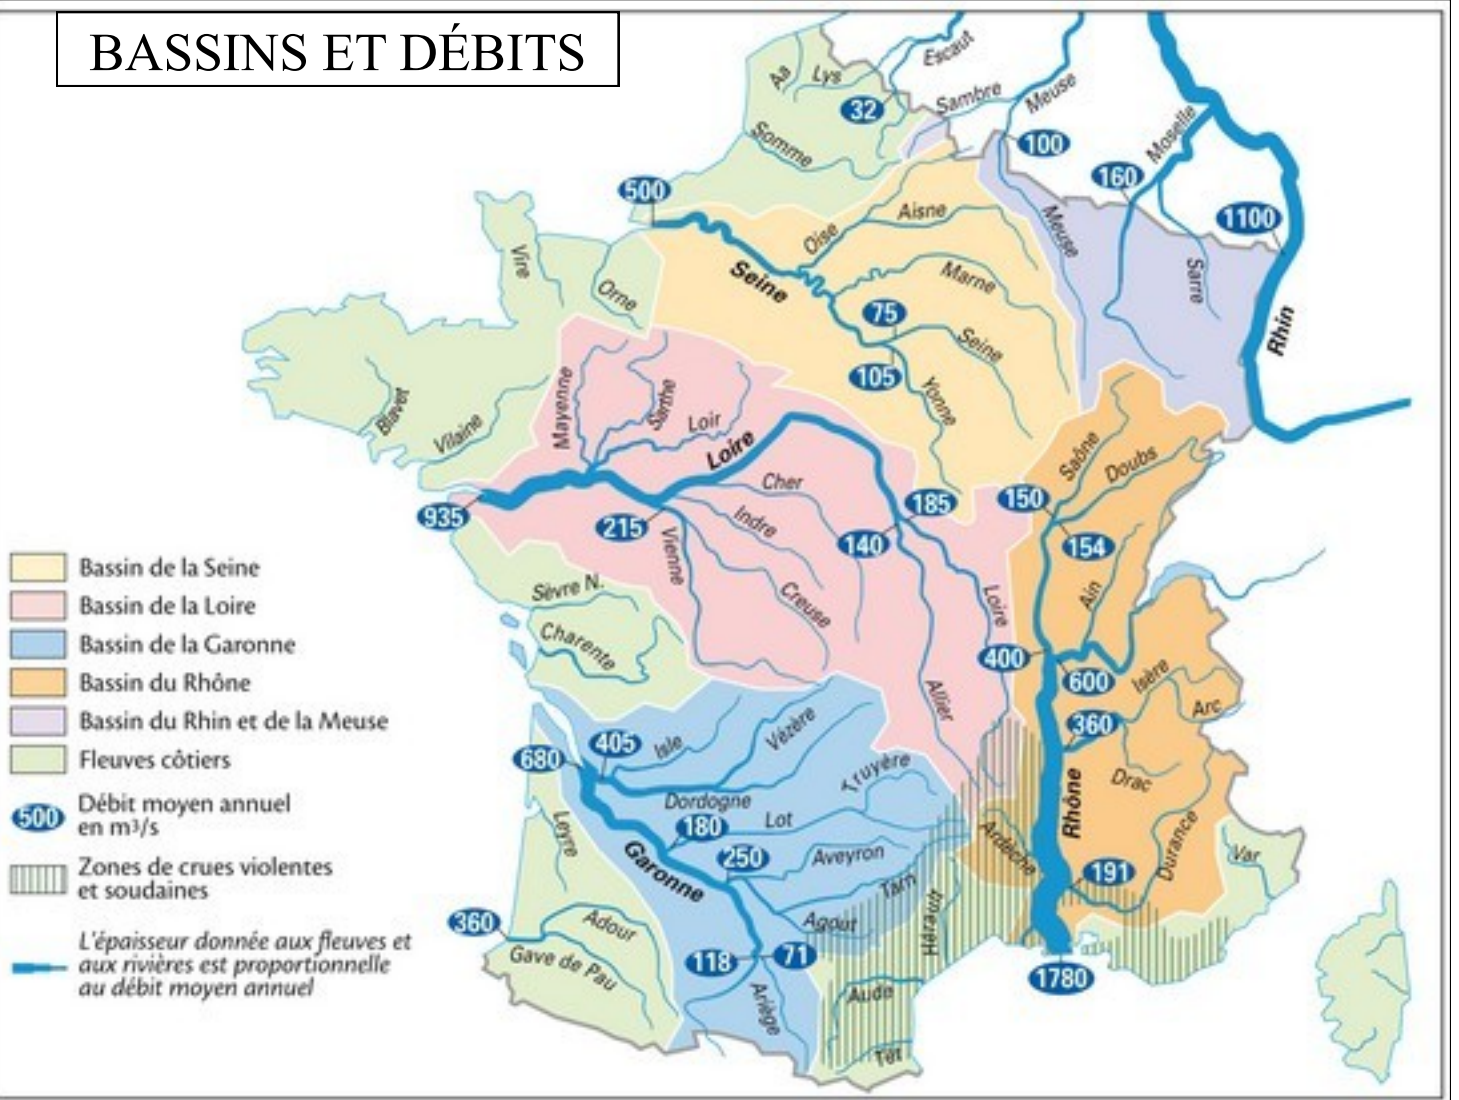 BASSINS ET DÉBITS
Aa
Lys
Escaut
Sambre
Meuse
32
100
Somme
Moselle
160
500
1100
Aisne
Oise
Meuse
Vire
Seine
Marne
Sarre
Orne
75
Seine
Rhin
105
Yonne
Mayenne
Sarthe
Blavet
Vilaine
Loir
Loire
Saône
Doubs
Cher
935
215
Indre
185
150
140
154
Vienne
Sèvre N.
Creuse
Loire
Ain
Charente
400
600
Isère
Allier
Arc
360
680
405
Isle
Vézère
Truyère
Drac
Dordogne
Rhône
180
Lot
Leyre
Garonne
250
Aveyron
Ardèche
Durance
Var
191
Tarn
360
Adour
Agout
Hérault
Gave de Pau
118
71
1780
Ariège
Aude
Têt
Bassin de la Seine
Bassin de la Loire
Bassin de la Garonne
Bassin du Rhône
Bassin du Rhin et de la Meuse
Fleuves côtiers
500
Débit moyen annuel
en m³/s
Zones de crues violentes
et soudaines
L'épaisseur donnée aux fleuves et
aux rivières est proportionnelle
au débit moyen annuel